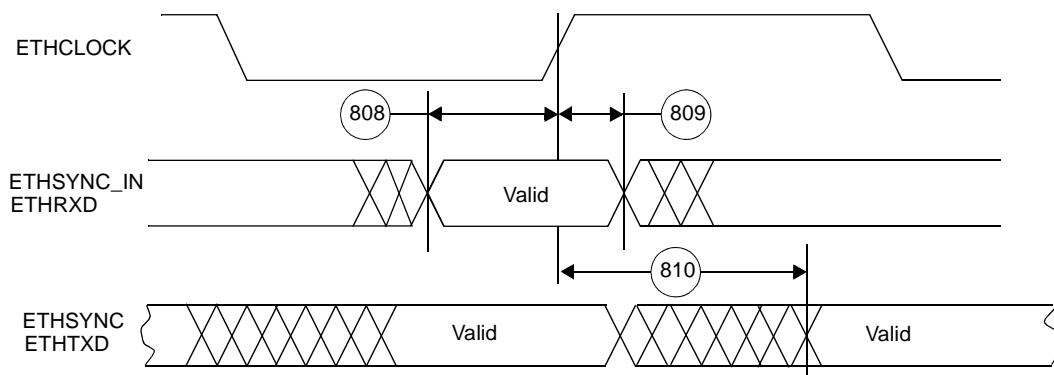 ETHCLOCK
808
809
ETHSYNC_IN
ETHRXD
Valid
810
ETHSYNC
ETHTXD
Valid
Valid